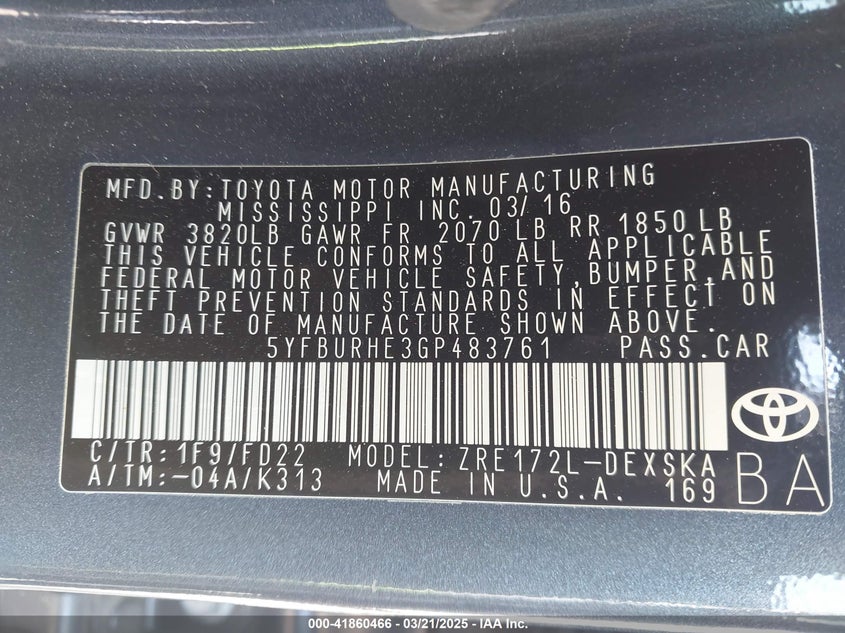 MFD. BY: TOYOTA MOTOR MANUFACTURING
MISSISSIPPI INC. 03/16
GVWR 3820LB GAWR FR 2070 LB RR 1850 LB
THIS VEHICLE CONFORMS TO ALL APPLICABLE
FEDERAL MOTOR VEHICLE SAFETY, BUMPER, AND
THEFT PREVENTION STANDARDS IN EFFECT ON
THE DATE OF MANUFACTURE SHOWN ABOVE.
5YFBURHE3GP483761 PASS. CAR
C/TR: 1F9/FD22 MODEL: ZRE172L-DEXSKA
A/TM: -04A/K313 MADE IN U.S.A. 169 BA
000-41860466 - 03/21/2025 - IAA Inc.